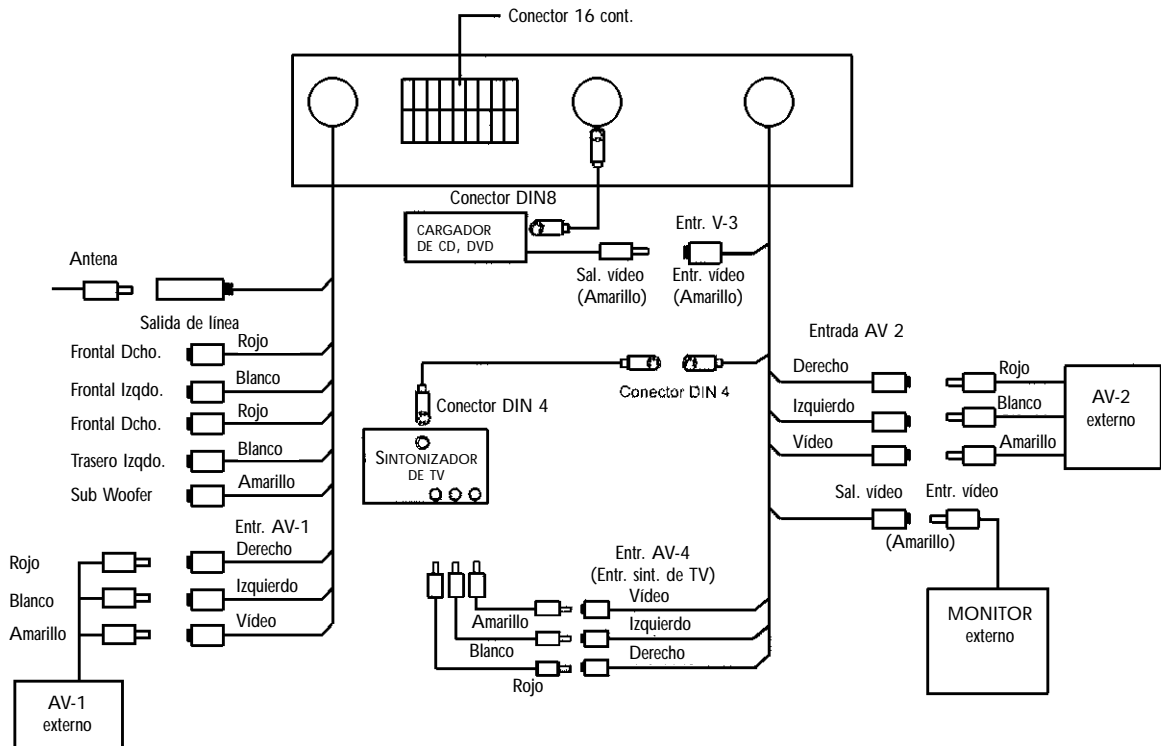 Conector 16 cont.
Conector DIN8
CARGADOR
DE CD, DVD
Entr. V-3
Sal. vídeo
(Amarillo)
Entr. vídeo
(Amarillo)
Antena
Salida de línea
Frontal Dcho.
Rojo
Frontal Izqdo.
Blanco
Frontal Dcho.
Rojo
Trasero Izqdo.
Blanco
Sub Woofer
Amarillo
Entr. AV-1
Rojo
Derecho
Blanco
Izquierdo
Amarillo
Vídeo
AV-1
externo
Conector DIN 4
Conector DIN 4
SINTONIZADOR
DE TV
Entr. AV-4
(Entr. sint. de TV)
Amarillo
Vídeo
Blanco
Izquierdo
Rojo
Derecho
Entrada AV 2
Derecho
Rojo
Izquierdo
Blanco
Vídeo
Amarillo
AV-2
externo
Sal. vídeo
Entr. vídeo
(Amarillo)
MONITOR
externo